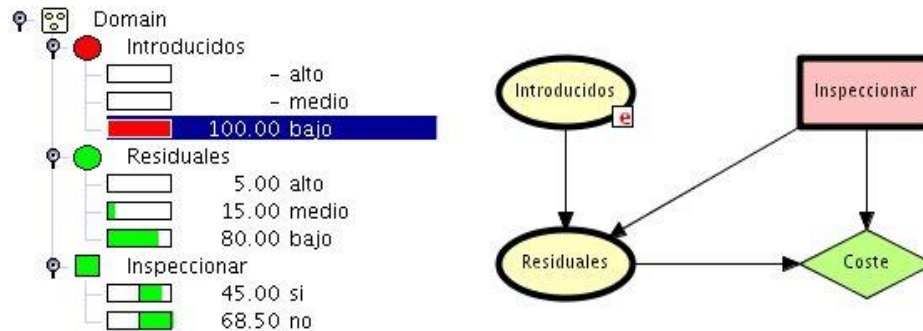 Domain
Introducidos
- alto
- medio
100.00 bajo
Residuales
5.00 alto
15.00 medio
80.00 bajo
Inspeccionar
45.00 si
68.50 no
Introducidos
e
Inspeccionar
Residuales
Coste